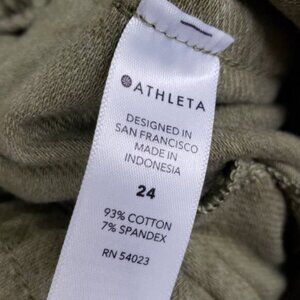 ATHLETA
DESIGNED IN
SAN FRANCISCO
MADE IN
INDONESIA
24
93% COTTON
7% SPANDEX
RN 54023